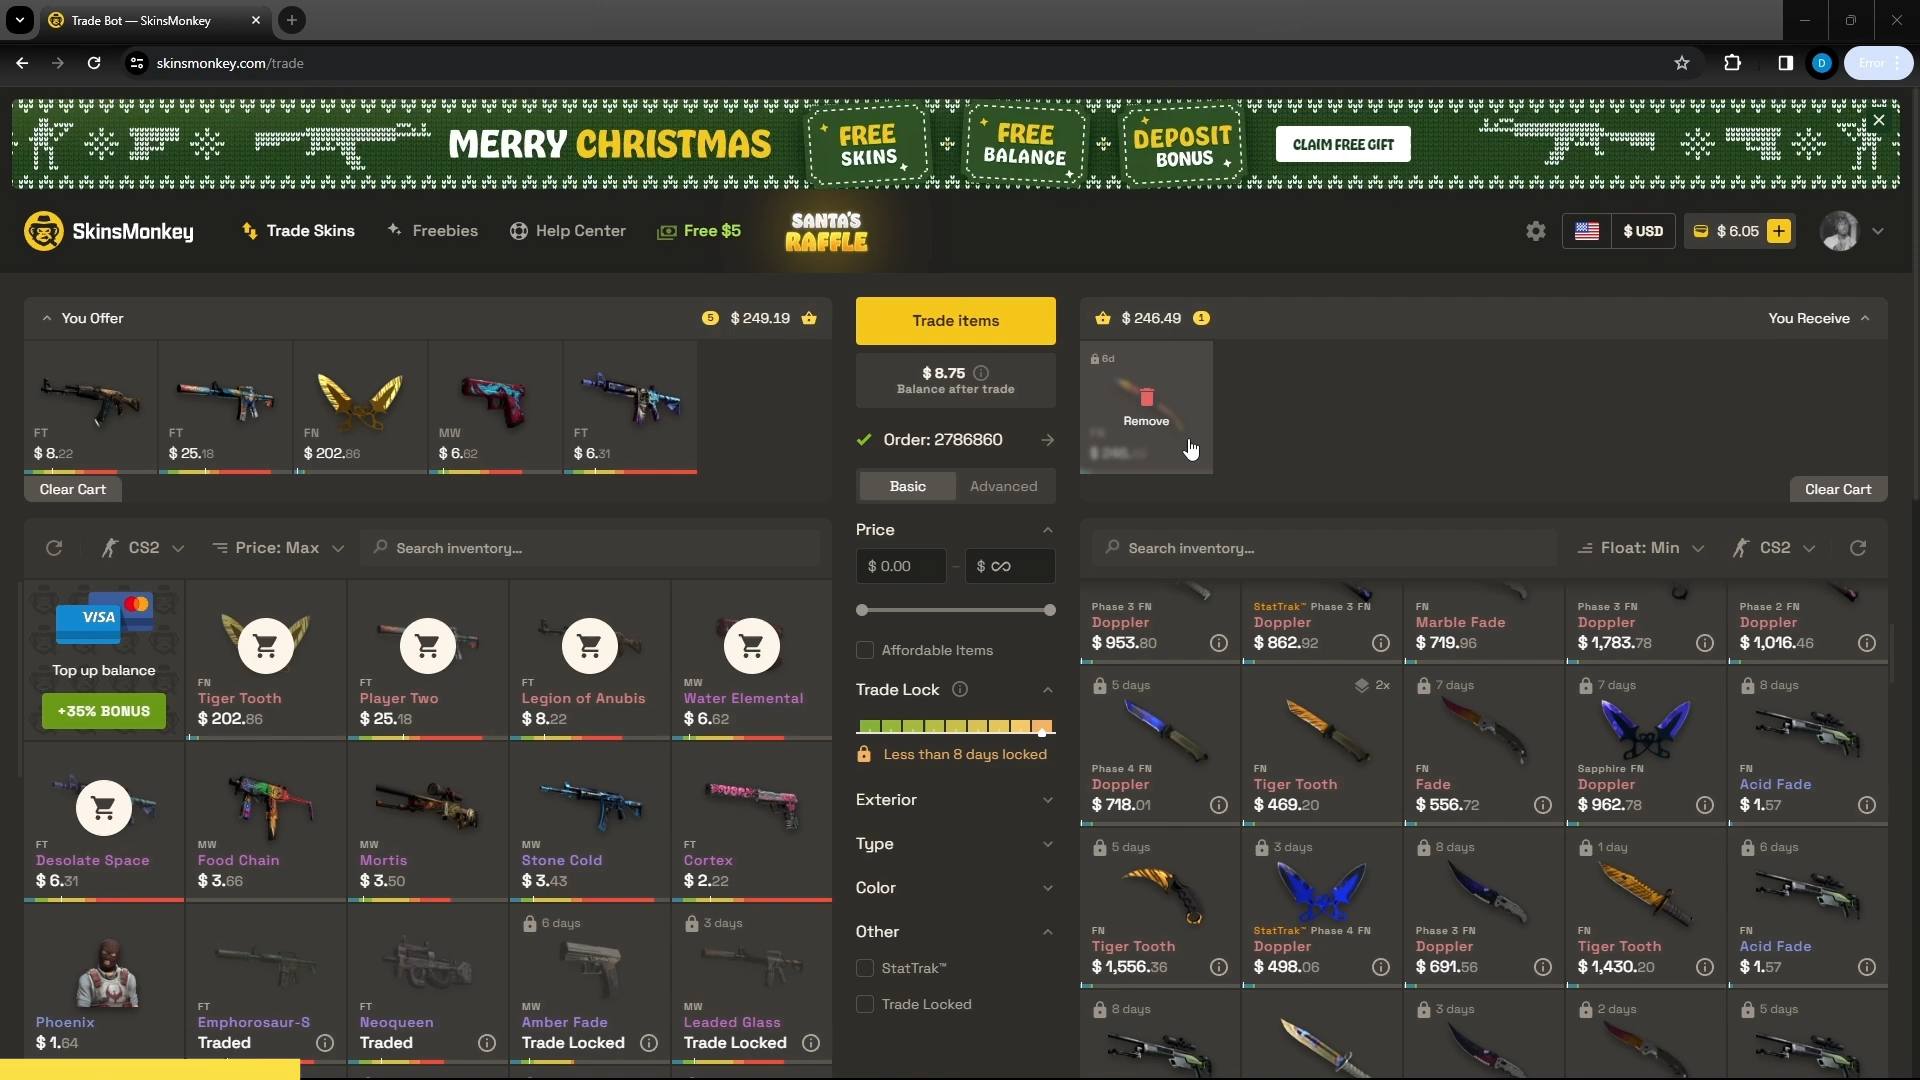 Trade Bot — SkinsMonkey
skinsmonkey.com/trade
D
Error
MERRY CHRISTMAS
FREE
SKINS
FREE
BALANCE
DEPOSIT
BONUS
CLAIM FREE GIFT
SkinsMonkey
Trade Skins
Freebies
Help Center
Free $5
SANTA'S
RAFFLE
$ USD
$ 6.05
You Offer
5
$ 249.19
Trade items
$ 246.49
1
You Receive
FT
$ 8.22
FT
$ 25.18
FN
$ 202.86
MW
$ 6.62
FT
$ 6.31
Clear Cart
$ 8.75
Balance after trade
Order: 2786860
Basic
Advanced
6d
Remove
Clear Cart
CS2
Price: Max
Search inventory...
VISA
Top up balance
+35% BONUS
FN
Tiger Tooth
$ 202.86
FT
Player Two
$ 25.18
FT
Legion of Anubis
$ 8.22
MW
Water Elemental
$ 6.62
FT
Desolate Space
$ 6.31
MW
Food Chain
$ 3.66
MW
Mortis
$ 3.50
MW
Stone Cold
$ 3.43
FT
Cortex
$ 2.22
Phoenix
$ 1.64
FT
Emphorosaur-S
Traded
FT
Neoqueen
Traded
6 days
MW
Amber Fade
Trade Locked
3 days
MW
Leaded Glass
Trade Locked
Price
$ 0.00
–
$ ∞
Affordable Items
Trade Lock
Less than 8 days locked
Exterior
Type
Color
Other
StatTrak™
Trade Locked
Search inventory...
Float: Min
CS2
Phase 3 FN
Doppler
$ 953.80
StatTrak™ Phase 3 FN
Doppler
$ 862.92
FN
Marble Fade
$ 719.96
Phase 3 FN
Doppler
$ 1,783.78
Phase 2 FN
Doppler
$ 1,016.46
5 days
Phase 4 FN
Doppler
$ 718.01
2x
FN
Tiger Tooth
$ 469.20
7 days
FN
Fade
$ 556.72
7 days
Sapphire FN
Doppler
$ 962.78
8 days
FN
Acid Fade
$ 1.57
5 days
FN
Tiger Tooth
$ 1,556.36
3 days
StatTrak™ Phase 4 FN
Doppler
$ 498.06
8 days
Phase 3 FN
Doppler
$ 691.56
1 day
FN
Tiger Tooth
$ 1,430.20
6 days
FN
Acid Fade
$ 1.57
8 days
3 days
2 days
5 days